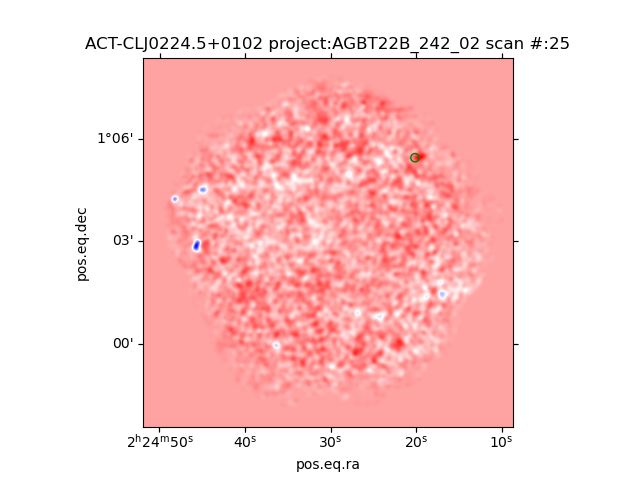 ACT-CLJ0224.5+0102 project:AGBT22B_242_02 scan #:25
1°06'
03'
00'
pos.eq.dec
2ʰ24ᵐ50ˢ 40ˢ 30ˢ 20ˢ 10ˢ
pos.eq.ra